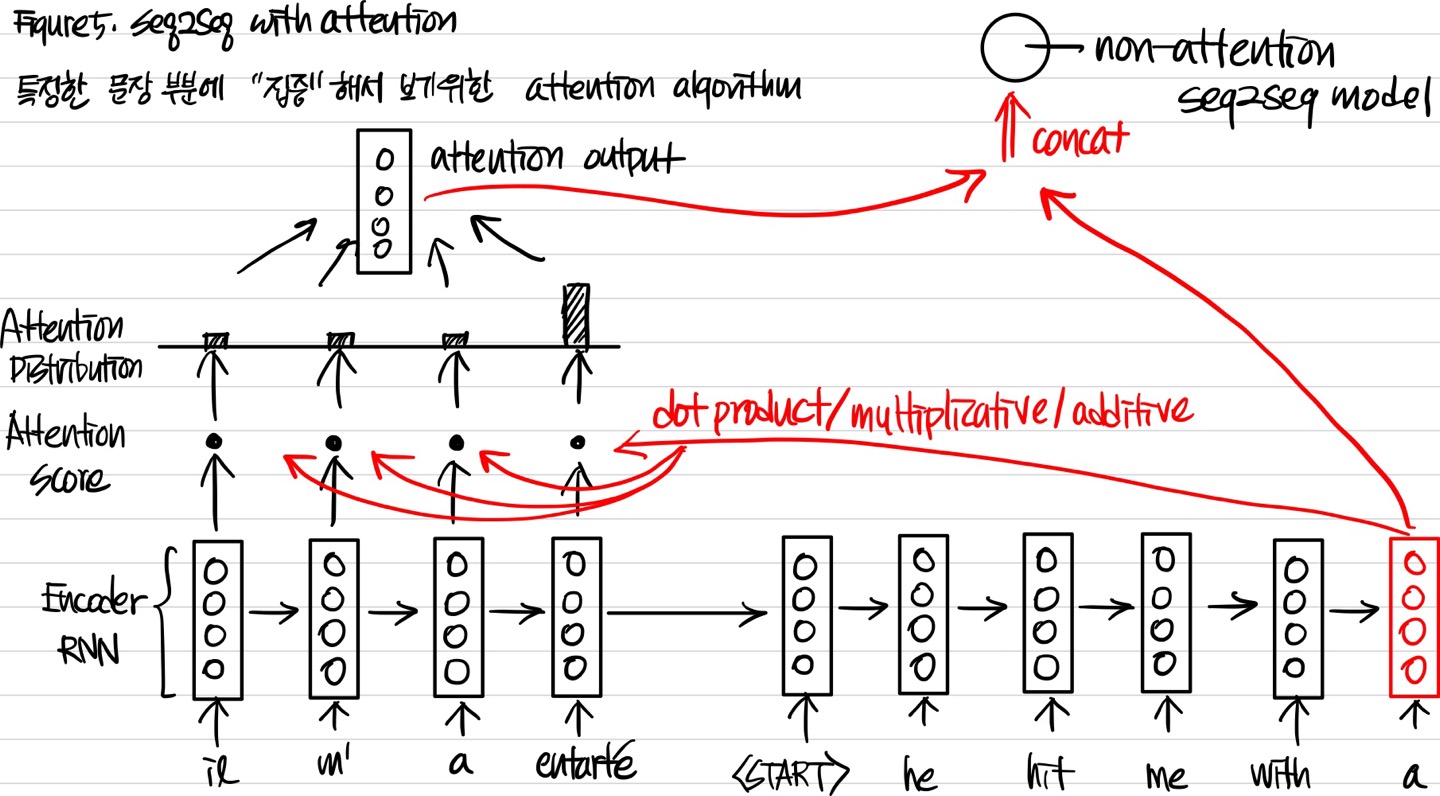 Figure5. seq2seq with attention
특정한 문장 부분에 "집중"해서 보기위한 attention algorithm
non-attention
seq2seq model
concat
attention output
Attention
Distribution
dot product/multiplizative/additive
Attention
Score
Encoder
RNN
il m' a entarté <START> he hit me with a